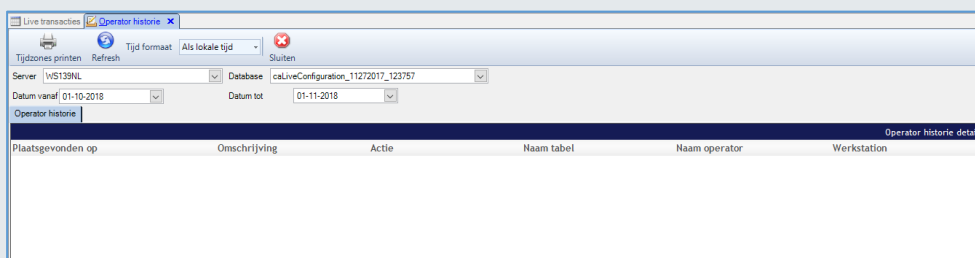 Live transacties Operator historie X
Tijdzones printen Refresh Tijd formaat Als lokale tijd Sluiten
Server WS139NL Database caLiveConfiguration_11272017_123757
Datum vanaf 01-10-2018 Datum tot 01-11-2018
Operator historie
Operator historie detai
Plaatsgevonden op Omschrijving Actie Naam tabel Naam operator Werkstation